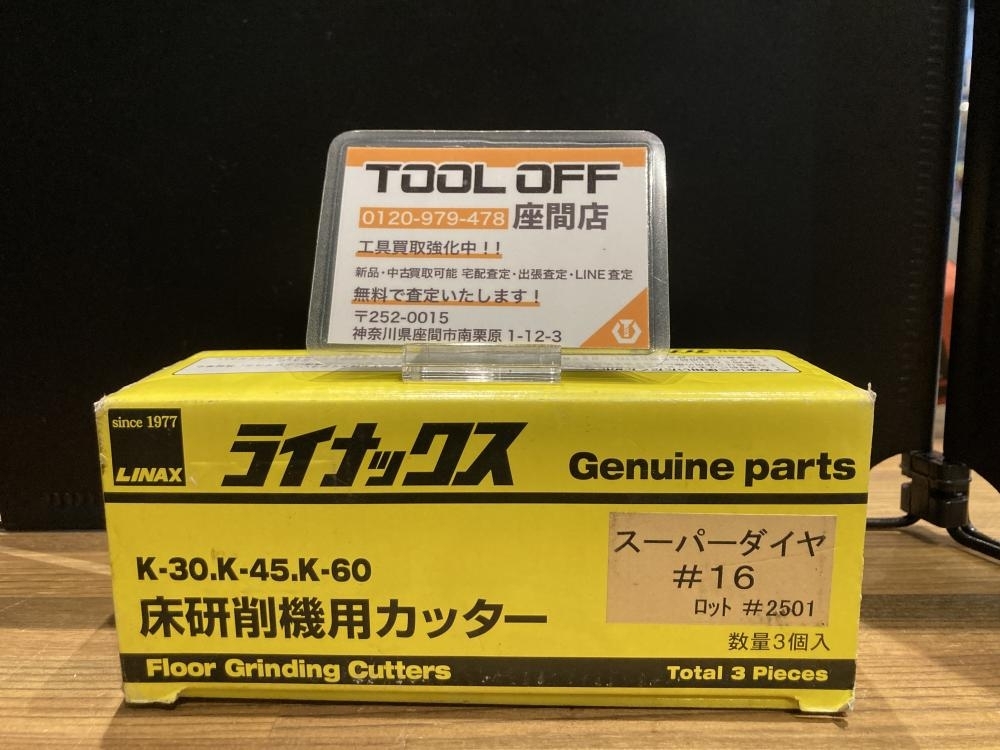 TOOL OFF
0120-979-478 座間店
工具買取強化中!!
新品・中古買取可能 宅配査定・出張査定・LINE査定
無料で査定いたします!
〒252-0015
神奈川県座間市南栗原 1-12-3
since 1977
LINAX
ライナックス
Genuine parts
K-30.K-45.K-60
床研削機用カッター
スーパーダイヤ
#16
ロット #2501
数量3個入
Floor Grinding Cutters
Total 3 Pieces